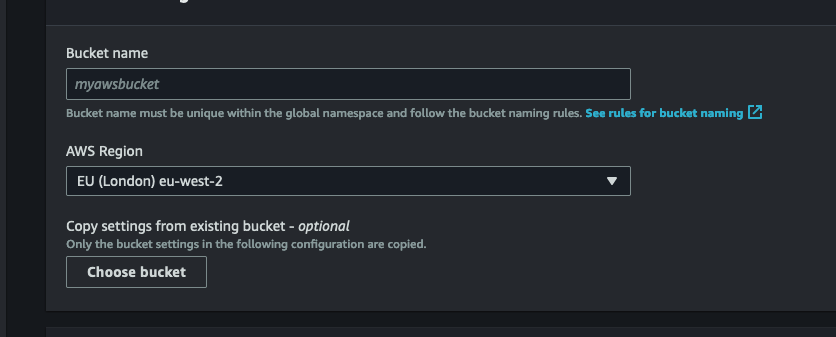 Bucket name
myawsbucket
Bucket name must be unique within the global namespace and follow the bucket naming rules. See rules for bucket naming
AWS Region
EU (London) eu-west-2
Copy settings from existing bucket - optional
Only the bucket settings in the following configuration are copied.
Choose bucket